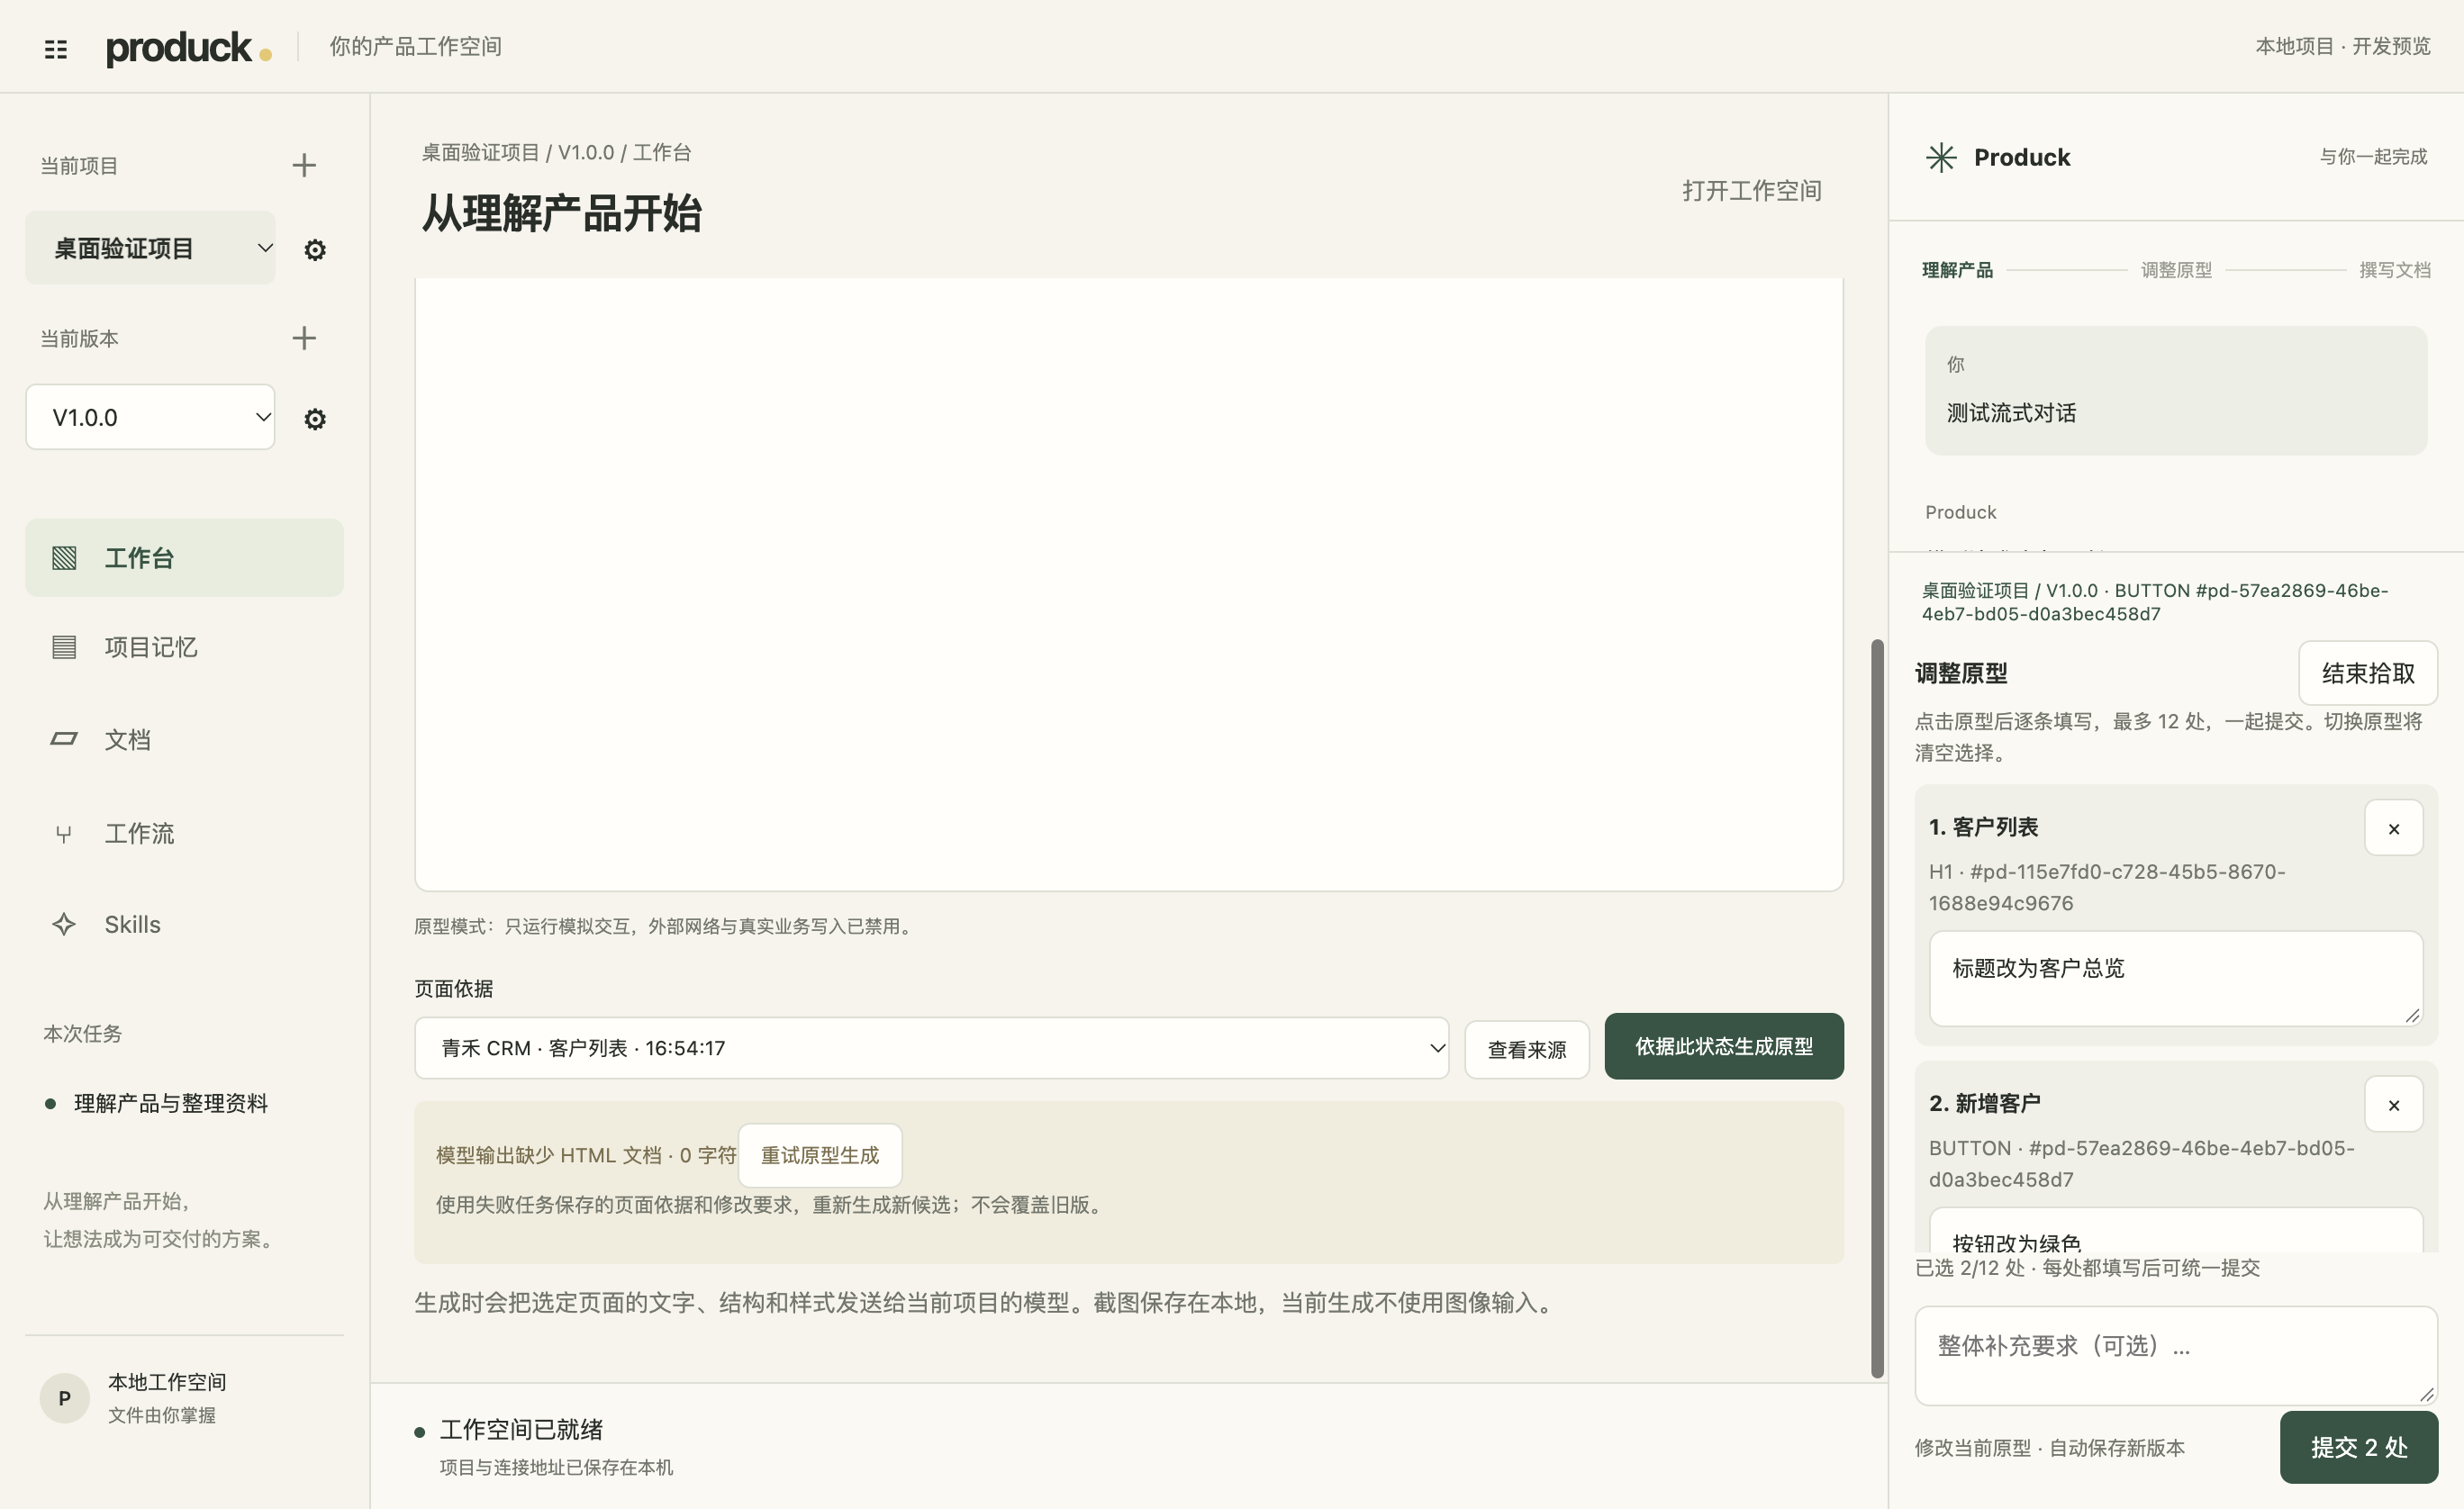 produck
你的产品工作空间
本地项目 · 开发预览
当前项目
桌面验证项目
当前版本
V1.0.0
工作台
项目记忆
文档
工作流
Skills
本次任务
理解产品与整理资料
从理解产品开始，
让想法成为可交付的方案。
P
本地工作空间
文件由你掌握
桌面验证项目 / V1.0.0 / 工作台
从理解产品开始
打开工作空间
原型模式：只运行模拟交互，外部网络与真实业务写入已禁用。
页面依据
青禾 CRM · 客户列表 · 16:54:17
查看来源
依据此状态生成原型
模型输出缺少 HTML 文档 · 0 字符
重试原型生成
使用失败任务保存的页面依据和修改要求，重新生成新候选；不会覆盖旧版。
生成时会把选定页面的文字、结构和样式发送给当前项目的模型。截图保存在本地，当前生成不使用图像输入。
工作空间已就绪
项目与连接地址已保存在本机
Produck
与你一起完成
理解产品
调整原型
撰写文档
你
测试流式对话
Produck
桌面验证项目 / V1.0.0 · BUTTON #pd-57ea2869-46be-
4eb7-bd05-d0a3bec458d7
调整原型
结束拾取
点击原型后逐条填写，最多 12 处，一起提交。切换原型将
清空选择。
1. 客户列表
×
H1 · #pd-115e7fd0-c728-45b5-8670-
1688e94c9676
标题改为客户总览
2. 新增客户
×
BUTTON · #pd-57ea2869-46be-4eb7-bd05-
d0a3bec458d7
按钮改为绿色
已选 2/12 处 · 每处都填写后可统一提交
整体补充要求（可选）...
修改当前原型 · 自动保存新版本
提交 2 处